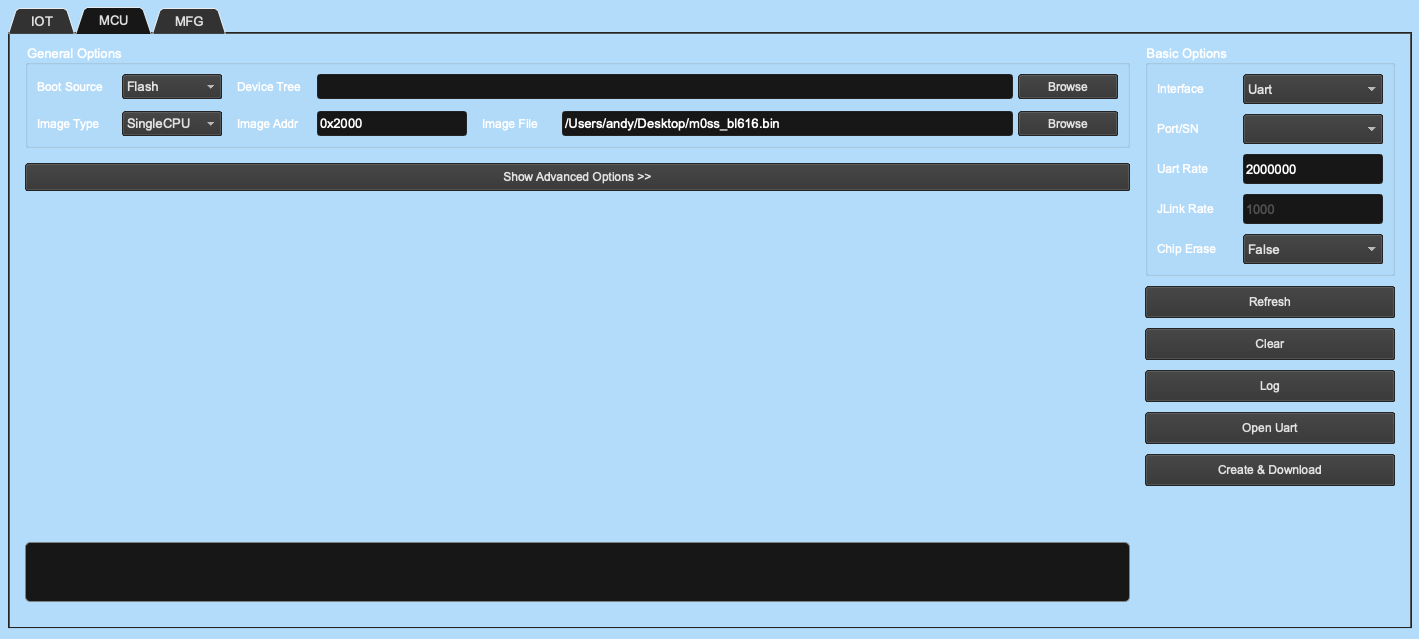 IOT MCU MFG
General Options
Boot Source Flash Device Tree Browse
Image Type SingleCPU Image Addr 0x2000 Image File /Users/andy/Desktop/m0ss_bl616.bin Browse
Show Advanced Options >>
Basic Options
Interface Uart
Port/SN
Uart Rate 2000000
JLink Rate 1000
Chip Erase False
Refresh
Clear
Log
Open Uart
Create & Download